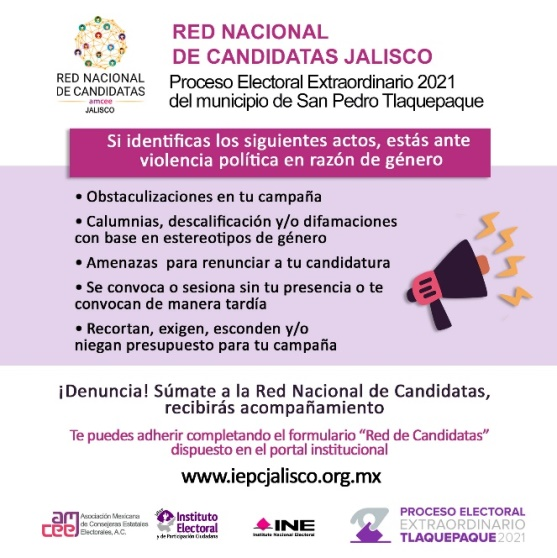 RED NACIONAL
DE CANDIDATAS JALISCO
Proceso Electoral Extraordinario 2021
del municipio de San Pedro Tlaquepaque
RED NACIONAL
DE CANDIDATAS
amcee
JALISCO
Si identificas los siguientes actos, estás ante
violencia política en razón de género
• Obstaculizaciones en tu campaña
• Calumnias, descalificación y/o difamaciones
con base en estereotipos de género
• Amenazas para renunciar a tu candidatura
• Se convoca o sesiona sin tu presencia o te
convocan de manera tardía
• Recortan, exigen, esconden y/o
niegan presupuesto para tu campaña
¡Denuncia! Súmate a la Red Nacional de Candidatas,
recibirás acompañamiento
Te puedes adherir completando el formulario “Red de Candidatas”
dispuesto en el portal institucional
www.iepcjalisco.org.mx
amcee
Asociación Mexicana
de Consejeras Estatales
Electorales, A.C.
Instituto
Electoral
y de Participación Ciudadana
INE
Instituto Nacional Electoral
PROCESO ELECTORAL
EXTRAORDINARIO
TLAQUEPAQUE 2021